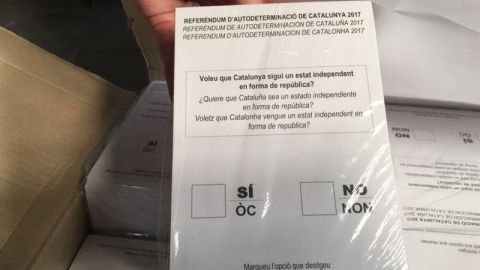 REFERÈNDUM D'AUTODETERMINACIÓ DE CATALUNYA 2017
REFERÉNDUM DE AUTODETERMINACIÓN DE CATALUÑA 2017
REFERENDUM D'AUTODETERMINACION DE CATALONHA 2017
Voleu que Catalunya sigui un estat independent
en forma de república?
¿Quiere que Cataluña sea un estado independiente
en forma de república?
Voletz que Catalonha vengue un estat independent
en forma de republica?
SÍ
ÒC
NO
NON
Marqueu l'opció que desitgeu
NO
NON